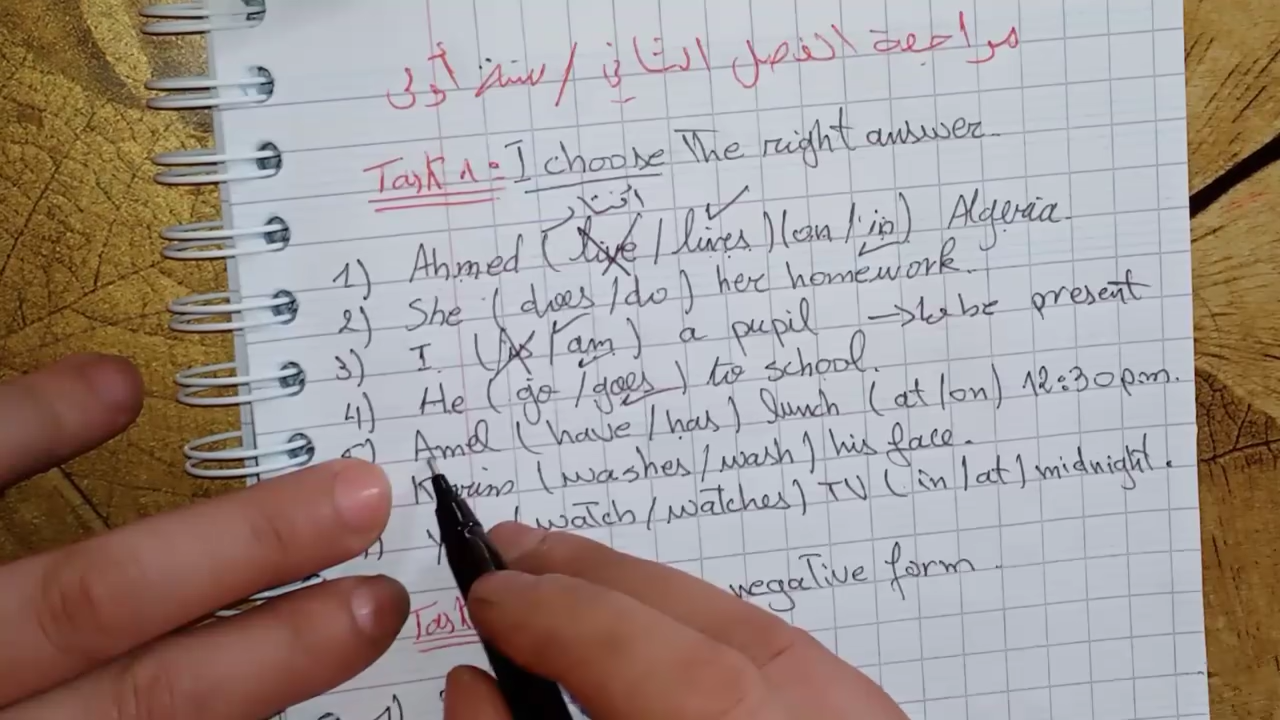 مراجعة الفصل الثاني / سنة أولى
Task 1: I choose The right answer.
اختار
1) Ahmed (live / lives) (on / in) Algeria.
2) She (does / do) her homework.
3) I (is / am) a pupil → to be present
4) He (go / goes) to school.
5) Amel (have / has) lunch (at / on) 12:30 pm.
Karim (washes / wash) his face.
(watch / watches) TV (in / at) midnight.
Task negative form